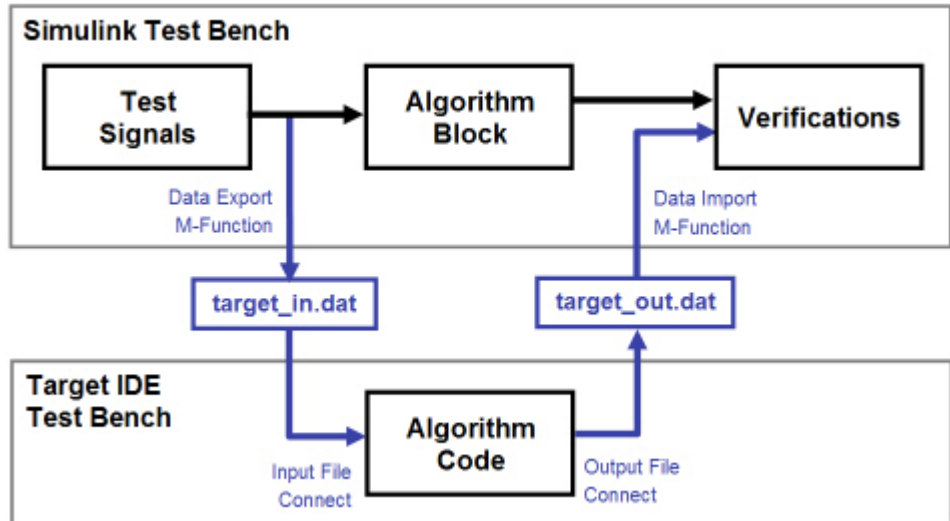 Simulink Test Bench
Test
Signals
Algorithm
Block
Verifications
Data Export
M-Function
Data Import
M-Function
target_in.dat
target_out.dat
Target IDE
Test Bench
Algorithm
Code
Input File
Connect
Output File
Connect